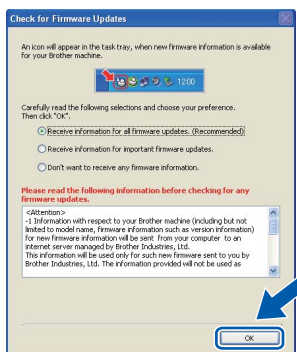 Check for Firmware Updates
An icon will appear in the task tray, when new firmware information is available
for your Brother machine.
12:00
Carefully read the following selections and choose your preference.
Then click "OK".
Receive information for all firmware updates. (Recommended)
Receive information for important firmware updates.
Don't want to receive any firmware information.
Please read the following information before checking for any
firmware updates.
<Attention>
-1 Information with respect to your Brother machine (including but not
limited to model name, firmware information such as version information)
for new firmware information will be sent from your computer to an
internet server managed by Brother Industries, Ltd.
This information will be used only for such new firmware sent to you by
Brother Industries, Ltd. The information provided will not be used as
OK